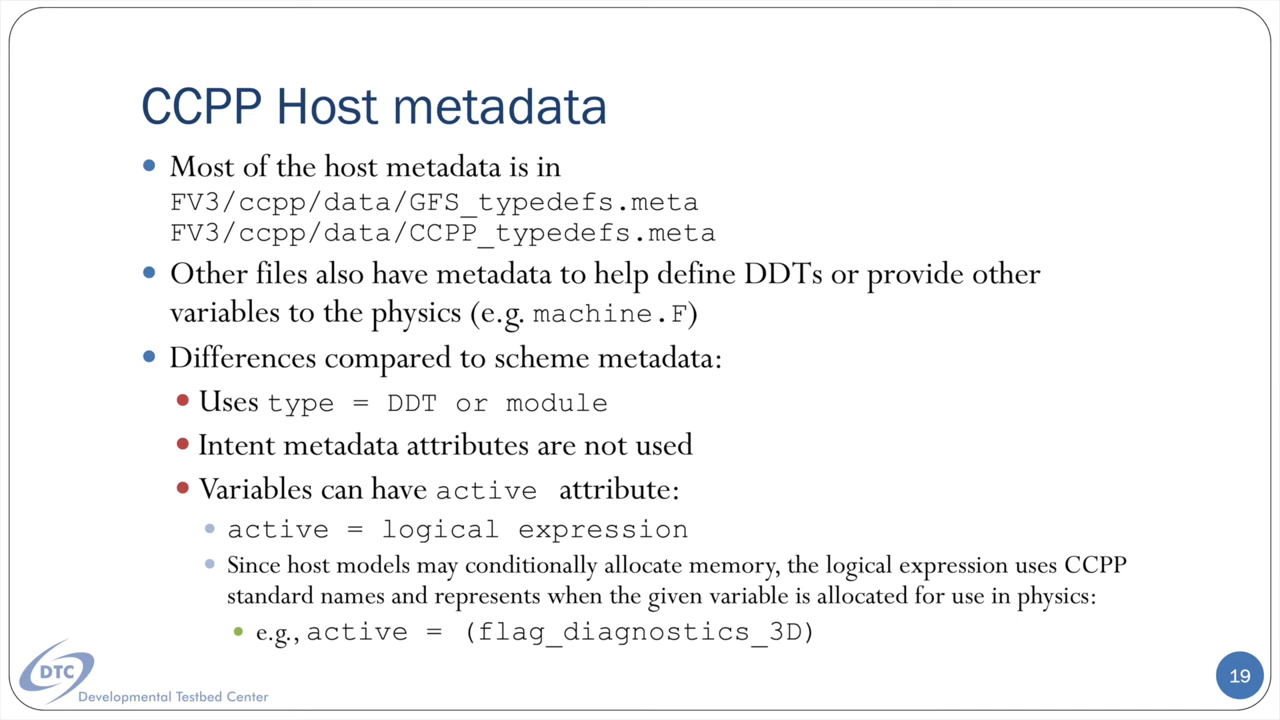 CCPP Host metadata
Most of the host metadata is in
FV3/ccpp/data/GFS_typedefs.meta
FV3/ccpp/data/CCPP_typedefs.meta
Other files also have metadata to help define DDTs or provide other
variables to the physics (e.g. machine.F)
Differences compared to scheme metadata:
Uses type = DDT or module
Intent metadata attributes are not used
Variables can have active attribute:
active = logical expression
Since host models may conditionally allocate memory, the logical expression uses CCPP
standard names and represents when the given variable is allocated for use in physics:
e.g., active = (flag_diagnostics_3D)
DTC
Developmental Testbed Center
19